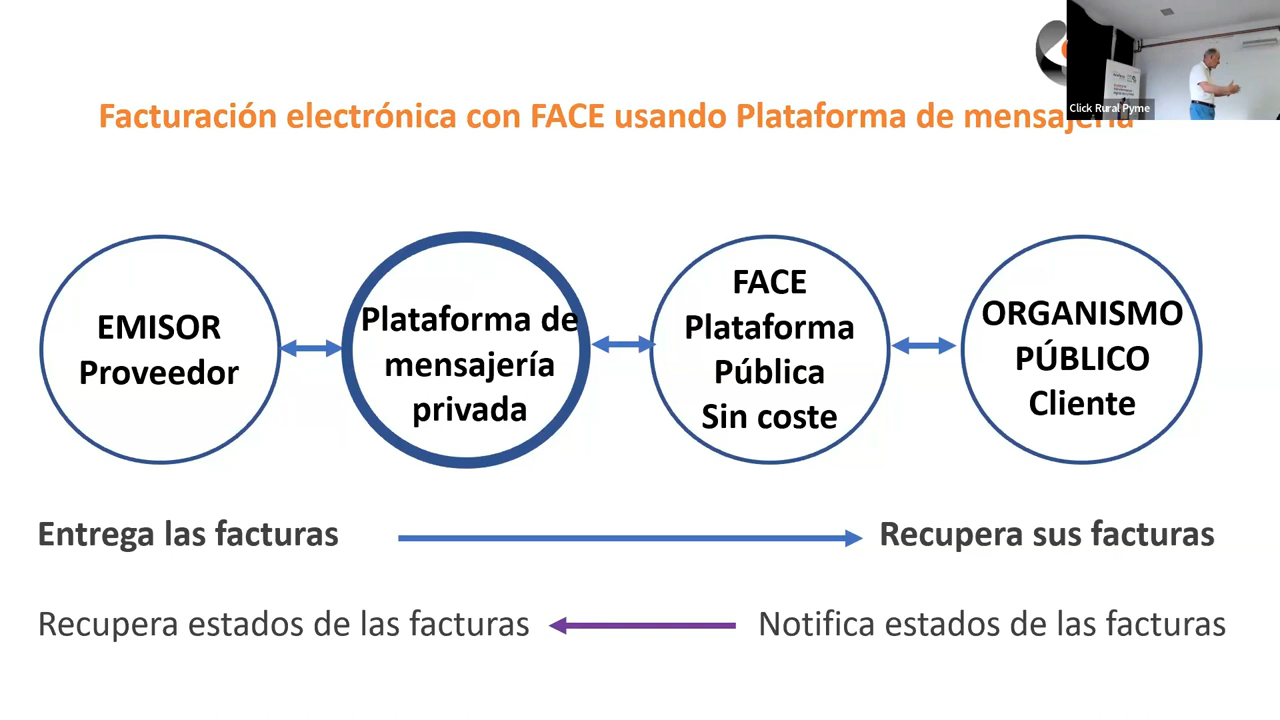 Facturación electrónica con FACE usando Plataforma de mensajería
Click Rural Pyme
EMISOR
Proveedor
Plataforma de
mensajería
privada
FACE
Plataforma
Pública
Sin coste
ORGANISMO
PÚBLICO
Cliente
Entrega las facturas
Recupera sus facturas
Recupera estados de las facturas
Notifica estados de las facturas